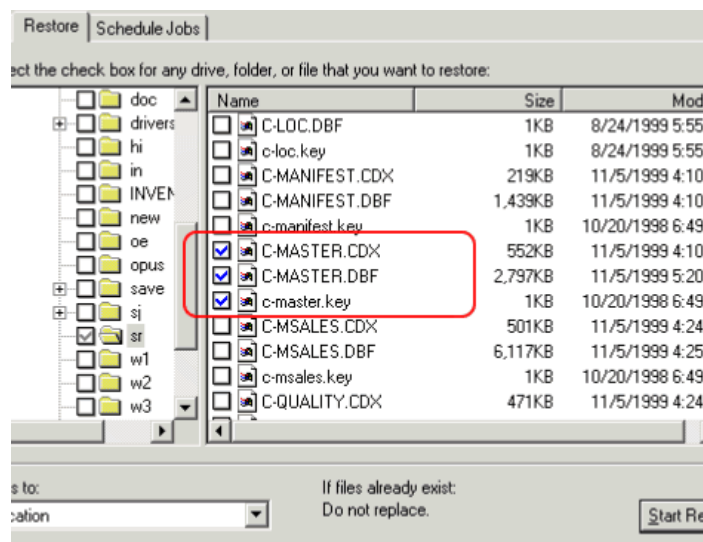 Restore Schedule Jobs
ect the check box for any drive, folder, or file that you want to restore:
doc
drivers
hi
in
INVEN
new
oe
opus
save
sj
sr
w1
w2
w3
Name Size Mod
C-LOC.DBF 1KB 8/24/1999 5:55
c-loc.key 1KB 8/24/1999 5:55
C-MANIFEST.CDX 219KB 11/5/1999 4:10
C-MANIFEST.DBF 1,439KB 11/5/1999 4:10
c-manifest.key 1KB 10/20/1998 6:49
C-MASTER.CDX 552KB 11/5/1999 4:10
C-MASTER.DBF 2,797KB 11/5/1999 5:20
c-master.key 1KB 10/20/1998 6:49
C-MSALES.CDX 501KB 11/5/1999 4:24
C-MSALES.DBF 6,117KB 11/5/1999 4:25
c-msales.key 1KB 10/20/1998 6:49
C-QUALITY.CDX 471KB 11/5/1999 4:24
s to:
cation
If files already exist:
Do not replace.
Start Re